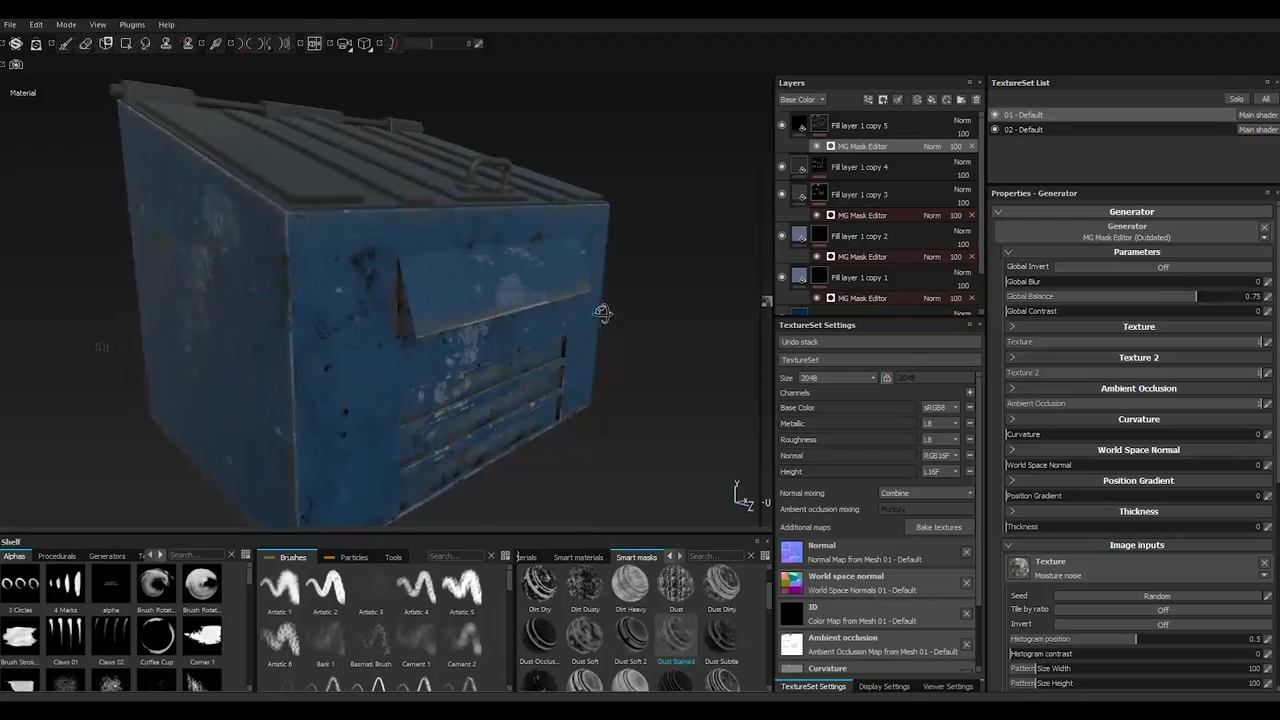 File Edit Mode View Plugins Help
8
Material
Alt
Y
Z
-U
Layers
Base Color
Fill layer 1 copy 5 Norm
100
MG Mask Editor Norm 100
Fill layer 1 copy 4 Norm
100
Fill layer 1 copy 3 Norm
100
MG Mask Editor Norm 100
Fill layer 1 copy 2 Norm
100
MG Mask Editor Norm 100
Fill layer 1 copy 1 Norm
100
MG Mask Editor Norm 100
TextureSet Settings
Undo stack
TextureSet
Size 2048 2048
Channels
Base Color sRGB8
Metallic L8
Roughness L8
Normal RGB16F
Height L16F
Normal mixing Combine
Ambient occlusion mixing Multiply
Additional maps Bake textures
Normal
Normal Map from Mesh 01 - Default
World space normal
World Space Normals 01 - Default
ID
Color Map from Mesh 01 - Default
Ambient occlusion
Ambient Occlusion Map from Mesh 01 - Default
Curvature
TextureSet Settings Display Settings Viewer Settings
TextureSet List
Solo All
01 - Default Main shader
02 - Default Main shader
Properties - Generator
Generator
Generator
MG Mask Editor (Outdated)
Parameters
Global Invert Off
Global Blur 0
Global Balance 0.75
Global Contrast 0
Texture
Texture 1
Texture 2
Texture 2 1
Ambient Occlusion
Ambient Occlusion 1
Curvature
Curvature 0
World Space Normal
World Space Normal 0
Position Gradient
Position Gradient 0
Thickness
Thickness 0
Image inputs
Texture
Moisture noise
Seed Random
Tile by ratio Off
Invert Off
Histogram position 0.5
Histogram contrast 0
Pattern Size Width 100
Pattern Size Height 100
Shelf
Alphas Procedurals Generators Search...
3 Circles 4 Marks alpha Brush Rotat... Brush Rotat...
Brush Strok... Claws 01 Claws 02 Coffee Cup Corner 1
Brushes Particles Tools Search...
Artistic 1 Artistic 2 Artistic 3 Artistic 4 Artistic 5
Artistic 6 Bark 1 Basmati Brush Cement 1 Cement 2
Smart materials Smart masks Search...
Dirt Dry Dirt Dusty Dirt Heavy Dust Dust Dirty
Dust Occlu... Dust Soft Dust Soft 2 Dust Stained Dust Subtle